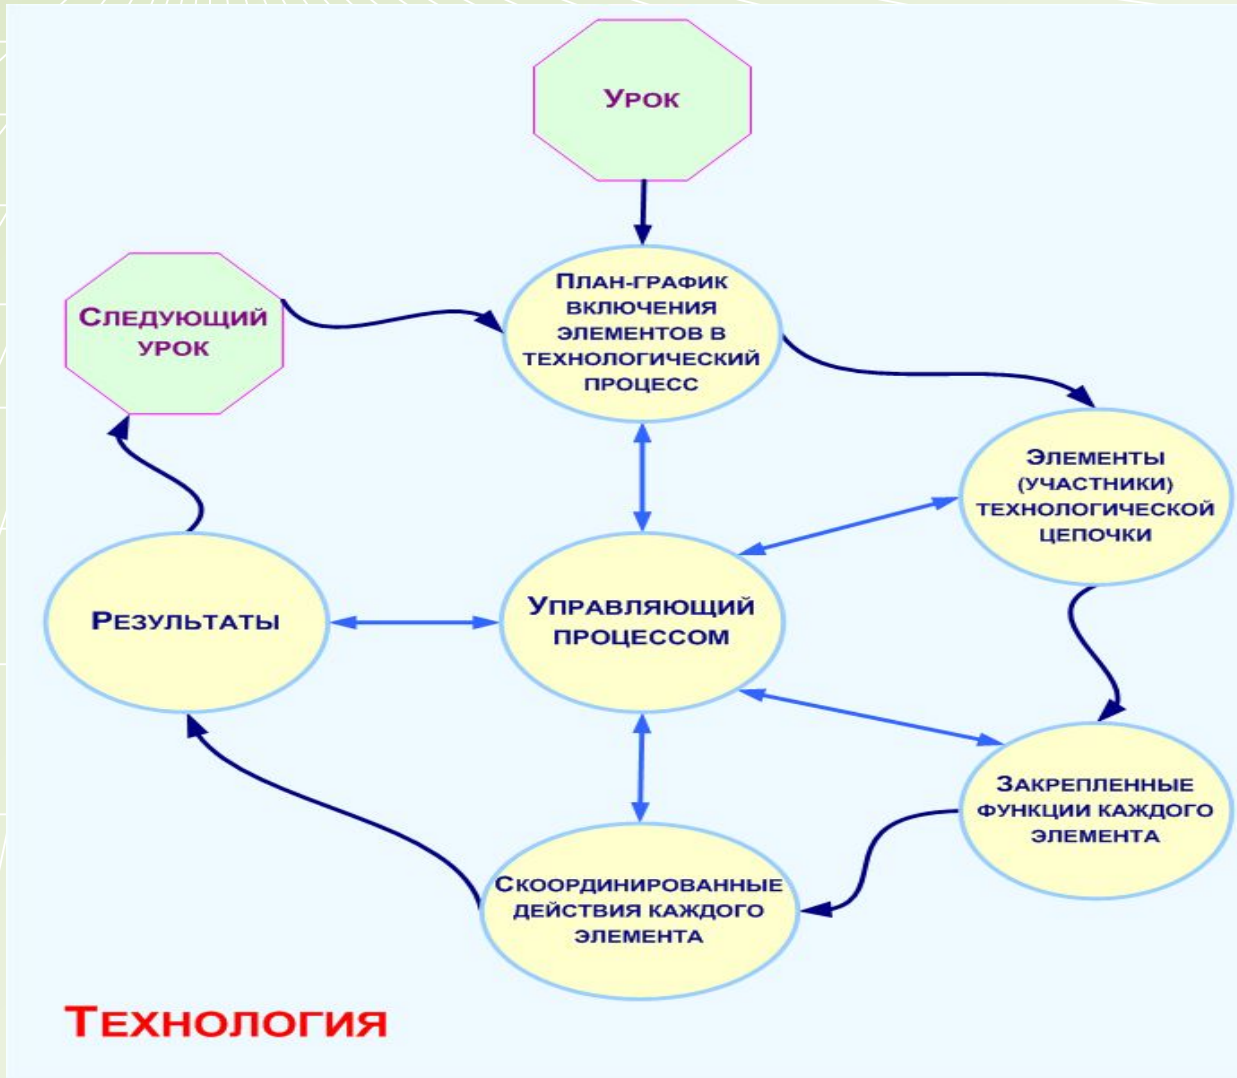 Урок
План-график
включения
элементов в
технологический
процесс
Следующий
урок
Элементы
(участники)
технологической
цепочки
Управляющий
процессом
Результаты
Закрепленные
функции каждого
элемента
Скоординированные
действия каждого
элемента
Технология